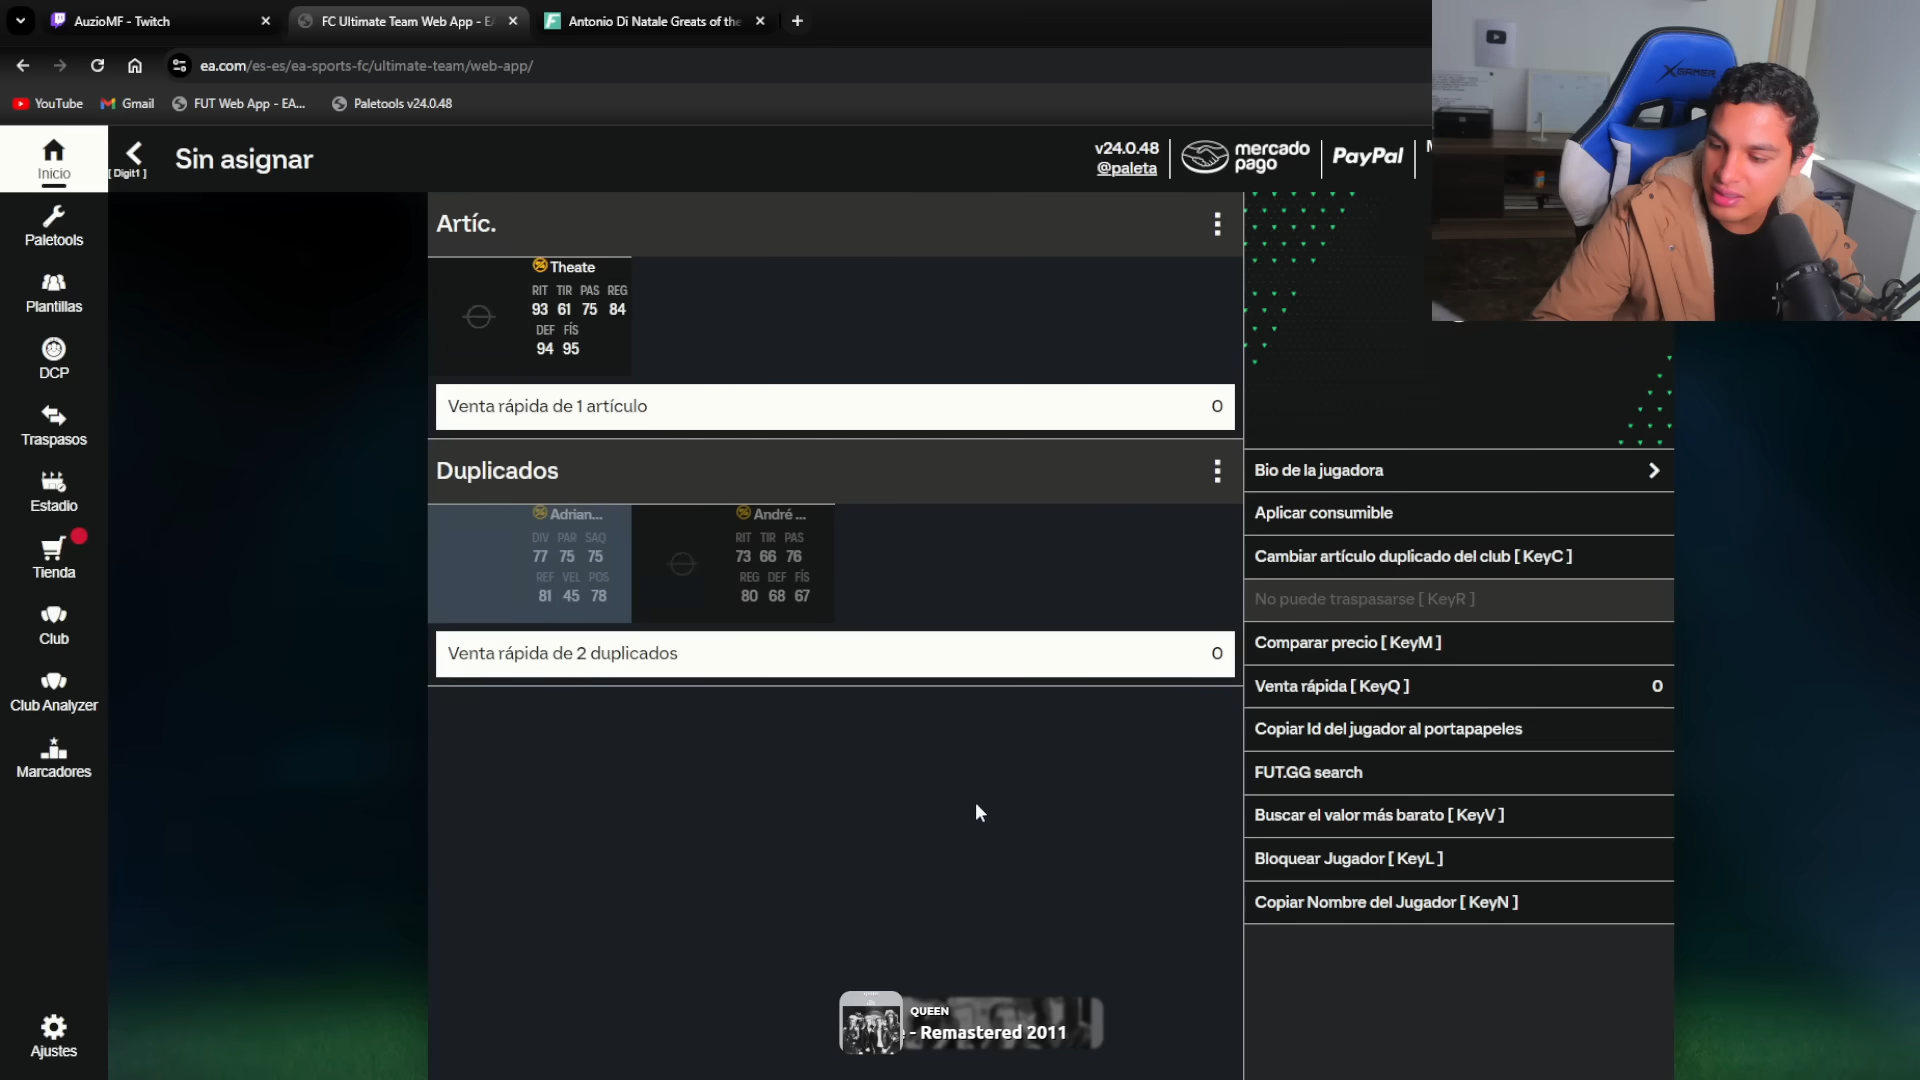 AuzioMF - Twitch
FC Ultimate Team Web App - E
Antonio Di Natale Greats of the
ea.com/es-es/ea-sports-fc/ultimate-team/web-app/
YouTube
Gmail
FUT Web App - EA...
Paletools v24.0.48
Inicio
[ Digit1 ]
Sin asignar
v24.0.48
@paleta
mercado
pago
PayPal
XGAMER
Paletools
Plantillas
DCP
Traspasos
Estadio
Tienda
Club
Club Analyzer
Marcadores
Ajustes
Artíc.
Theate
RIT TIR PAS REG
93 61 75 84
DEF FÍS
94 95
Venta rápida de 1 artículo 0
Duplicados
Adrian...
DIV PAR SAQ
77 75 75
REF VEL POS
81 45 78
André ...
RIT TIR PAS
73 66 76
REG DEF FÍS
80 68 67
Venta rápida de 2 duplicados 0
Bio de la jugadora
Aplicar consumible
Cambiar artículo duplicado del club [ KeyC ]
No puede traspasarse [ KeyR ]
Comparar precio [ KeyM ]
Venta rápida [ KeyQ ] 0
Copiar Id del jugador al portapapeles
FUT.GG search
Buscar el valor más barato [ KeyV ]
Bloquear Jugador [ KeyL ]
Copiar Nombre del Jugador [ KeyN ]
QUEEN
- Remastered 2011